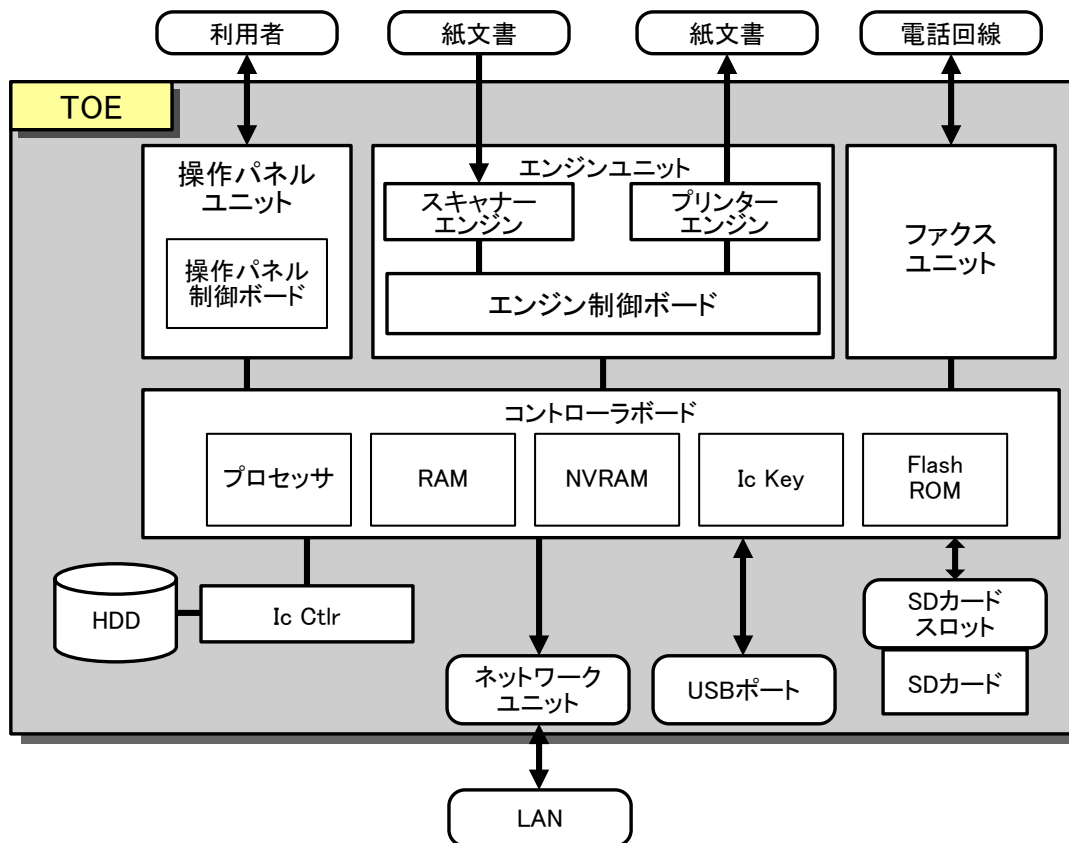 利用者
紙文書
紙文書
電話回線
TOE
操作パネル
ユニット
操作パネル
制御ボード
エンジンユニット
スキャナー
エンジン
プリンター
エンジン
エンジン制御ボード
ファクス
ユニット
コントローラボード
プロセッサ
RAM
NVRAM
Ic Key
Flash
ROM
HDD
Ic Ctlr
ネットワーク
ユニット
USBポート
SDカード
スロット
SDカード
LAN